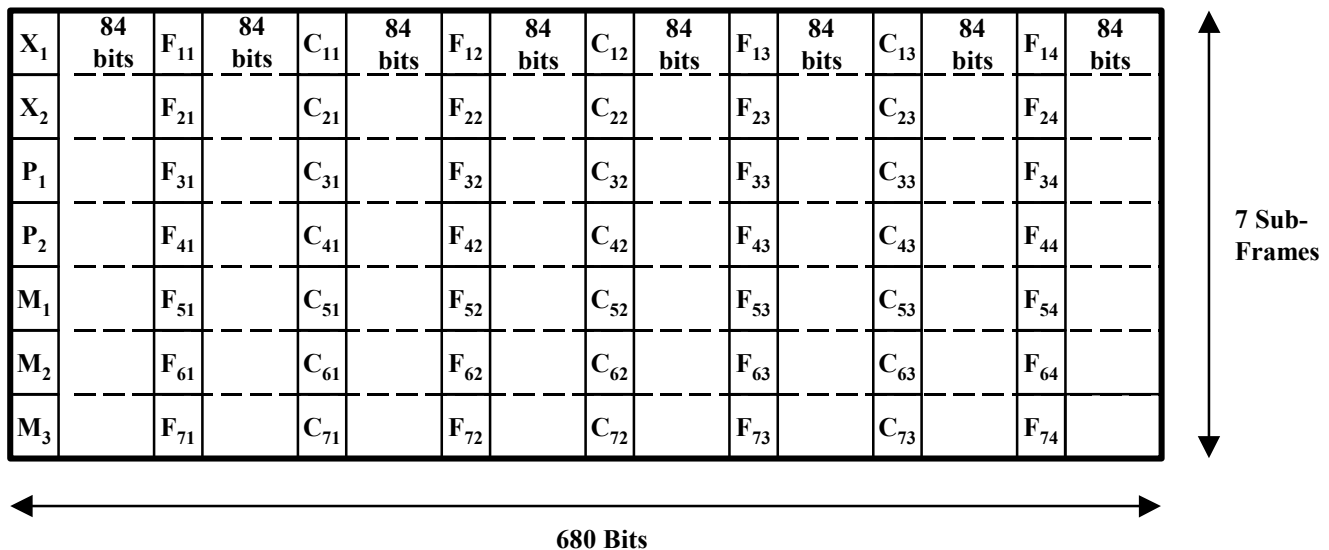 X₁ 84 bits F₁₁ 84 bits C₁₁ 84 bits F₁₂ 84 bits C₁₂ 84 bits F₁₃ 84 bits C₁₃ 84 bits F₁₄ 84 bits
X₂ F₂₁ C₂₁ F₂₂ C₂₂ F₂₃ C₂₃ F₂₄
P₁ F₃₁ C₃₁ F₃₂ C₃₂ F₃₃ C₃₃ F₃₄
P₂ F₄₁ C₄₁ F₄₂ C₄₂ F₄₃ C₄₃ F₄₄
M₁ F₅₁ C₅₁ F₅₂ C₅₂ F₅₃ C₅₃ F₅₄
M₂ F₆₁ C₆₁ F₆₂ C₆₂ F₆₃ C₆₃ F₆₄
M₃ F₇₁ C₇₁ F₇₂ C₇₂ F₇₃ C₇₃ F₇₄
7 Sub-
Frames
680 Bits